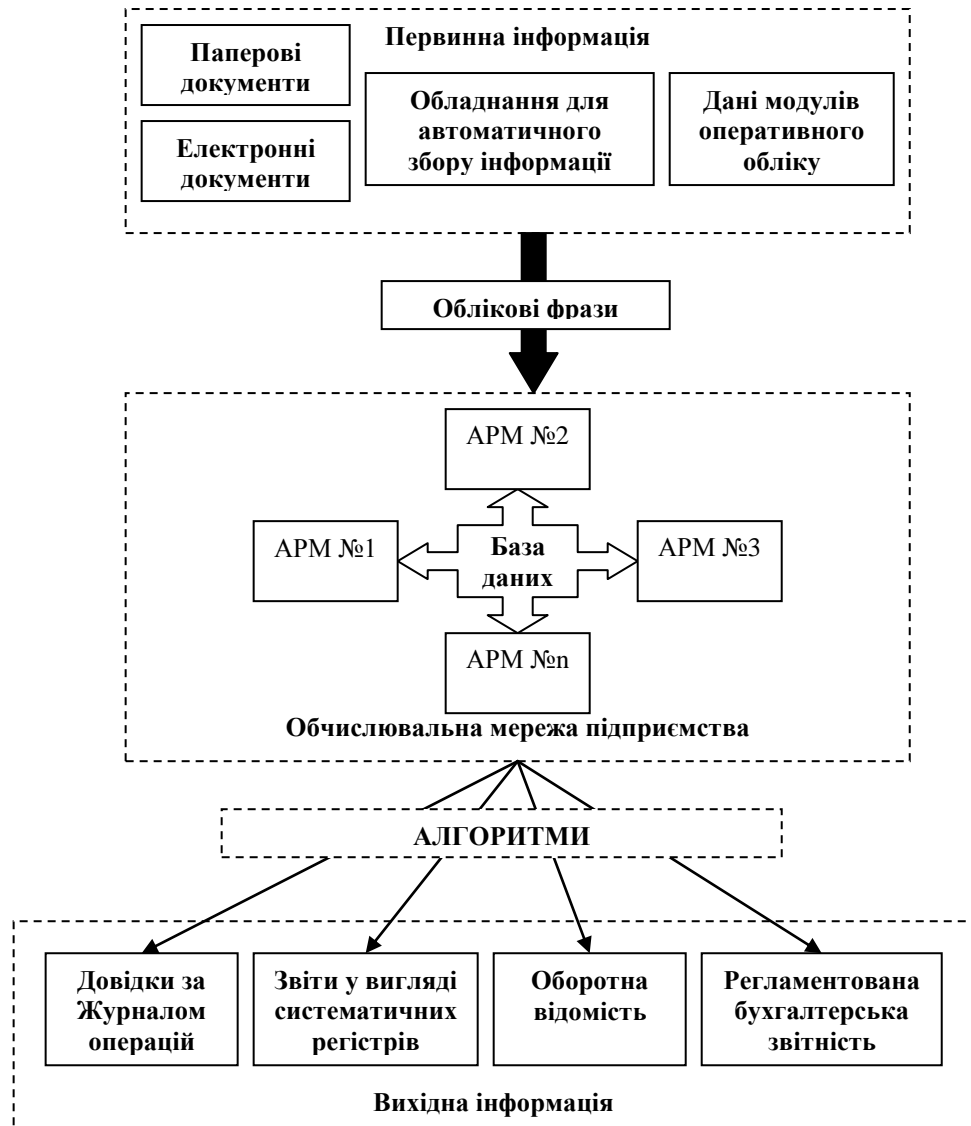 Первинна інформація
Паперові
документи
Електронні
документи
Обладнання для
автоматичного
збору інформації
Дані модулів
оперативного
обліку
Облікові фрази
АРМ №2
АРМ №1
База
даних
АРМ №3
АРМ №n
Обчислювальна мережа підприємства
АЛГОРИТМИ
Довідки за
Журналом
операцій
Звіти у вигляді
систематичних
регістрів
Оборотна
відомість
Регламентована
бухгалтерська
звітність
Вихідна інформація